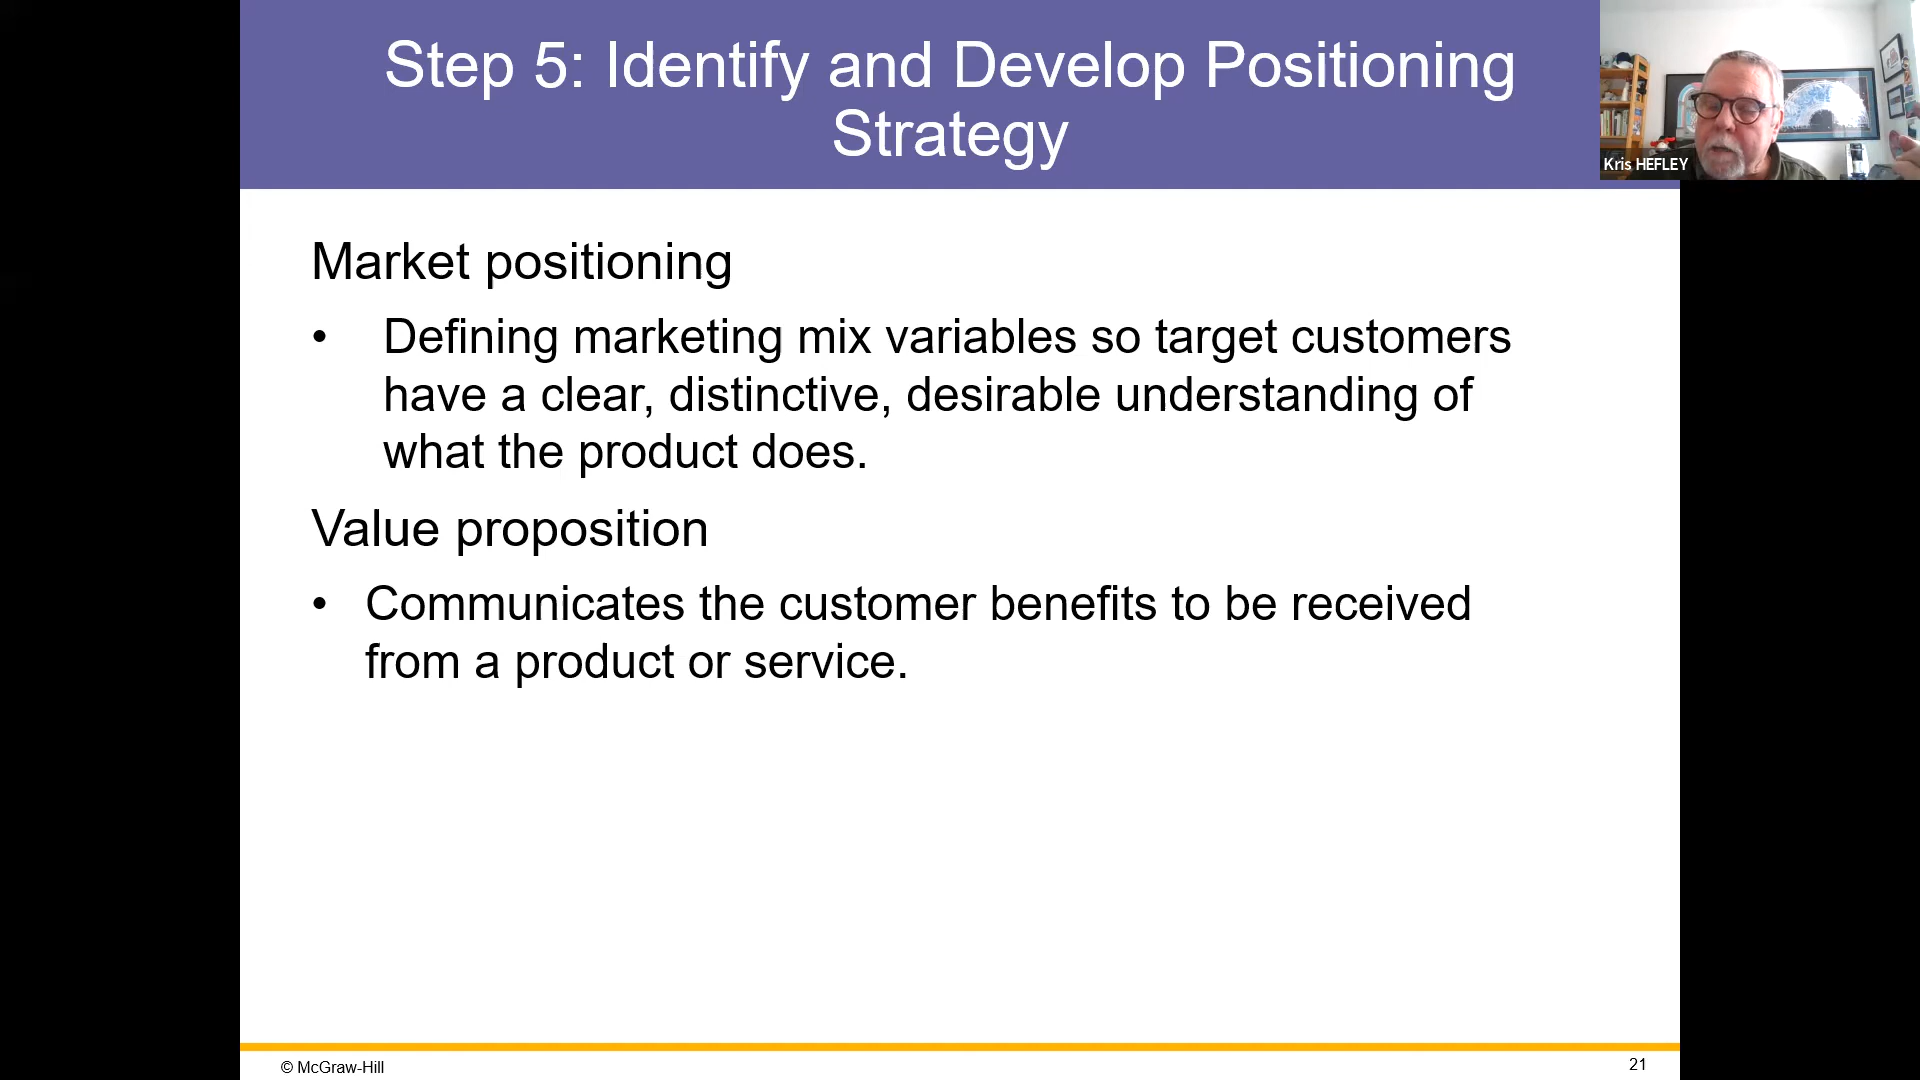 Step 5: Identify and Develop Positioning
Strategy
Kris HEFLEY
Market positioning
• Defining marketing mix variables so target customers
have a clear, distinctive, desirable understanding of
what the product does.
Value proposition
• Communicates the customer benefits to be received
from a product or service.
© McGraw-Hill
21